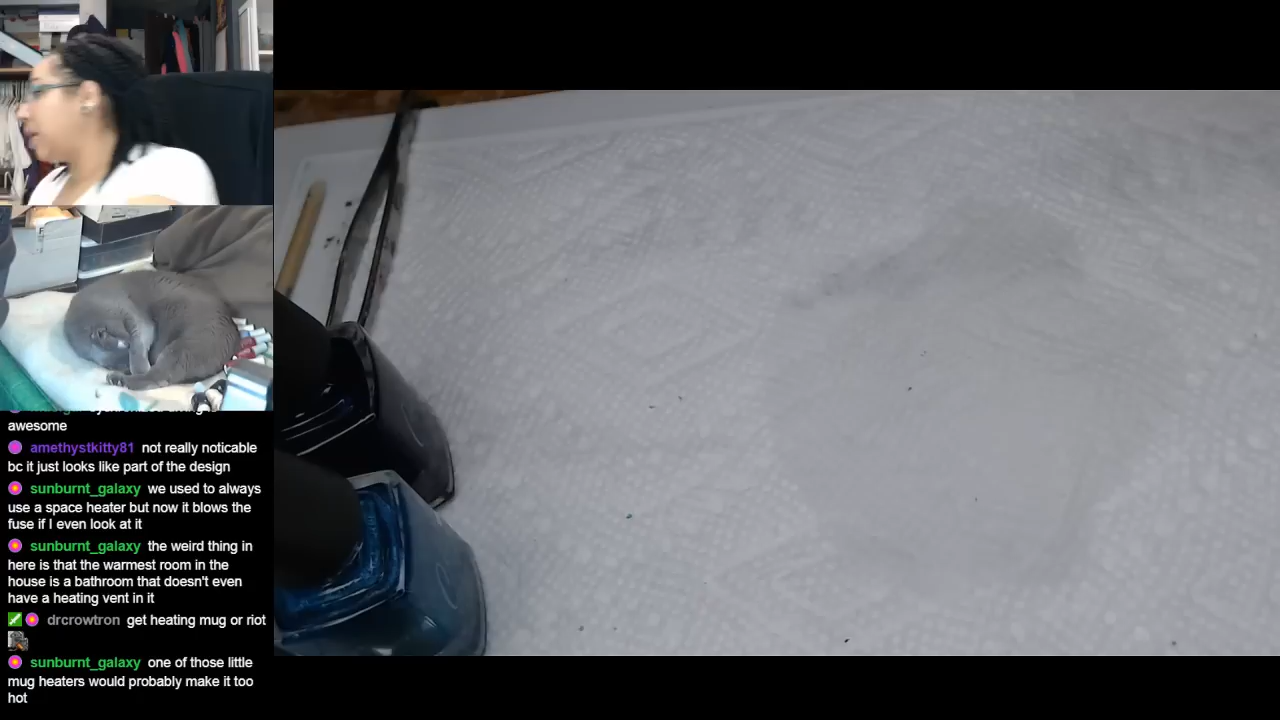 awesome
amethystkitty81 not really noticable
bc it just looks like part of the design
sunburnt_galaxy we used to always
use a space heater but now it blows the
fuse if I even look at it
sunburnt_galaxy the weird thing in
here is that the warmest room in the
house is a bathroom that doesn't even
have a heating vent in it
drcrowtron get heating mug or riot
sunburnt_galaxy one of those little
mug heaters would probably make it too
hot